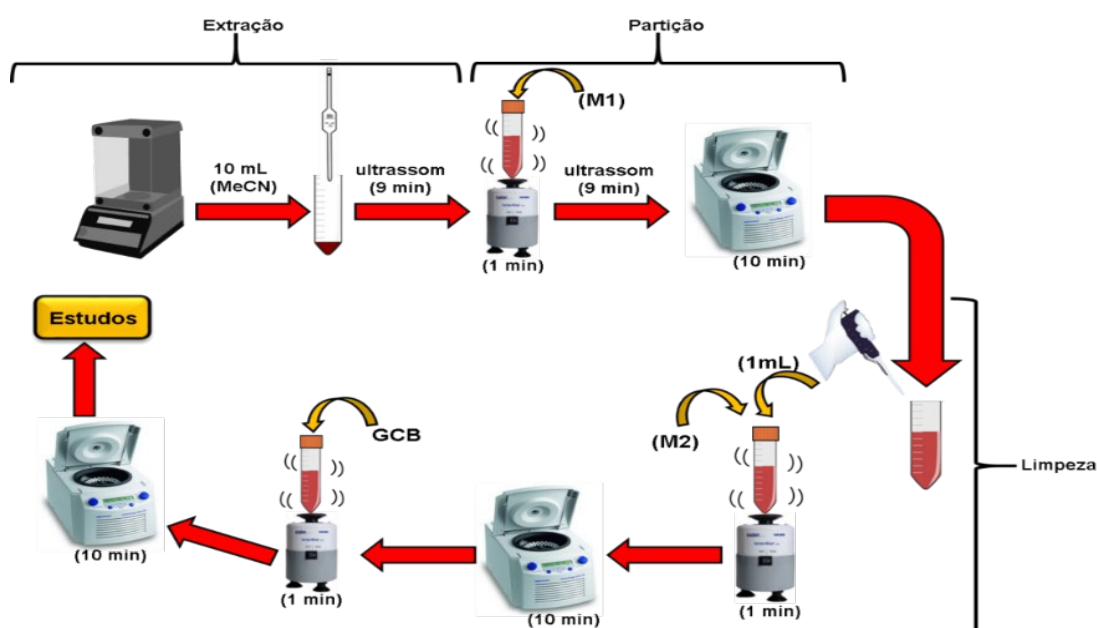 Extração
Partição
(M1)
10 mL
(MeCN)
ultrassom
(9 min)
ultrassom
(9 min)
(1 min)
(10 min)
Estudos
(1mL)
GCB
(M2)
Limpeza
(10 min)
(1 min)
(10 min)
(1 min)